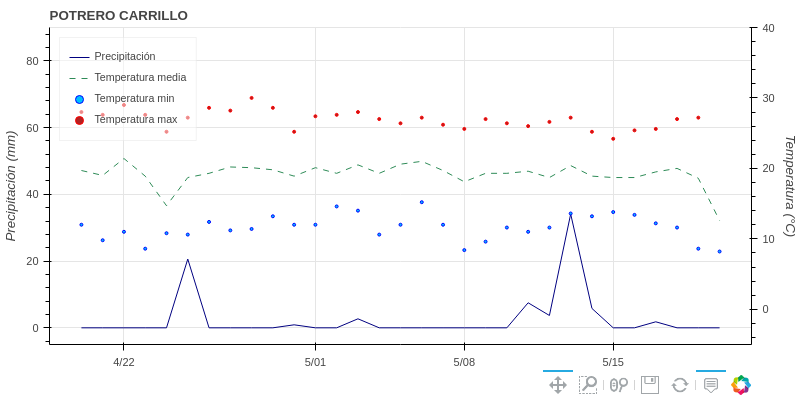 POTRERO CARRILLO
Precipitación
Temperatura media
Temperatura min
Temperatura max
Precipitación (mm)
80
60
40
20
0
Temperatura (°C)
40
30
20
10
0
4/22
5/01
5/08
5/15